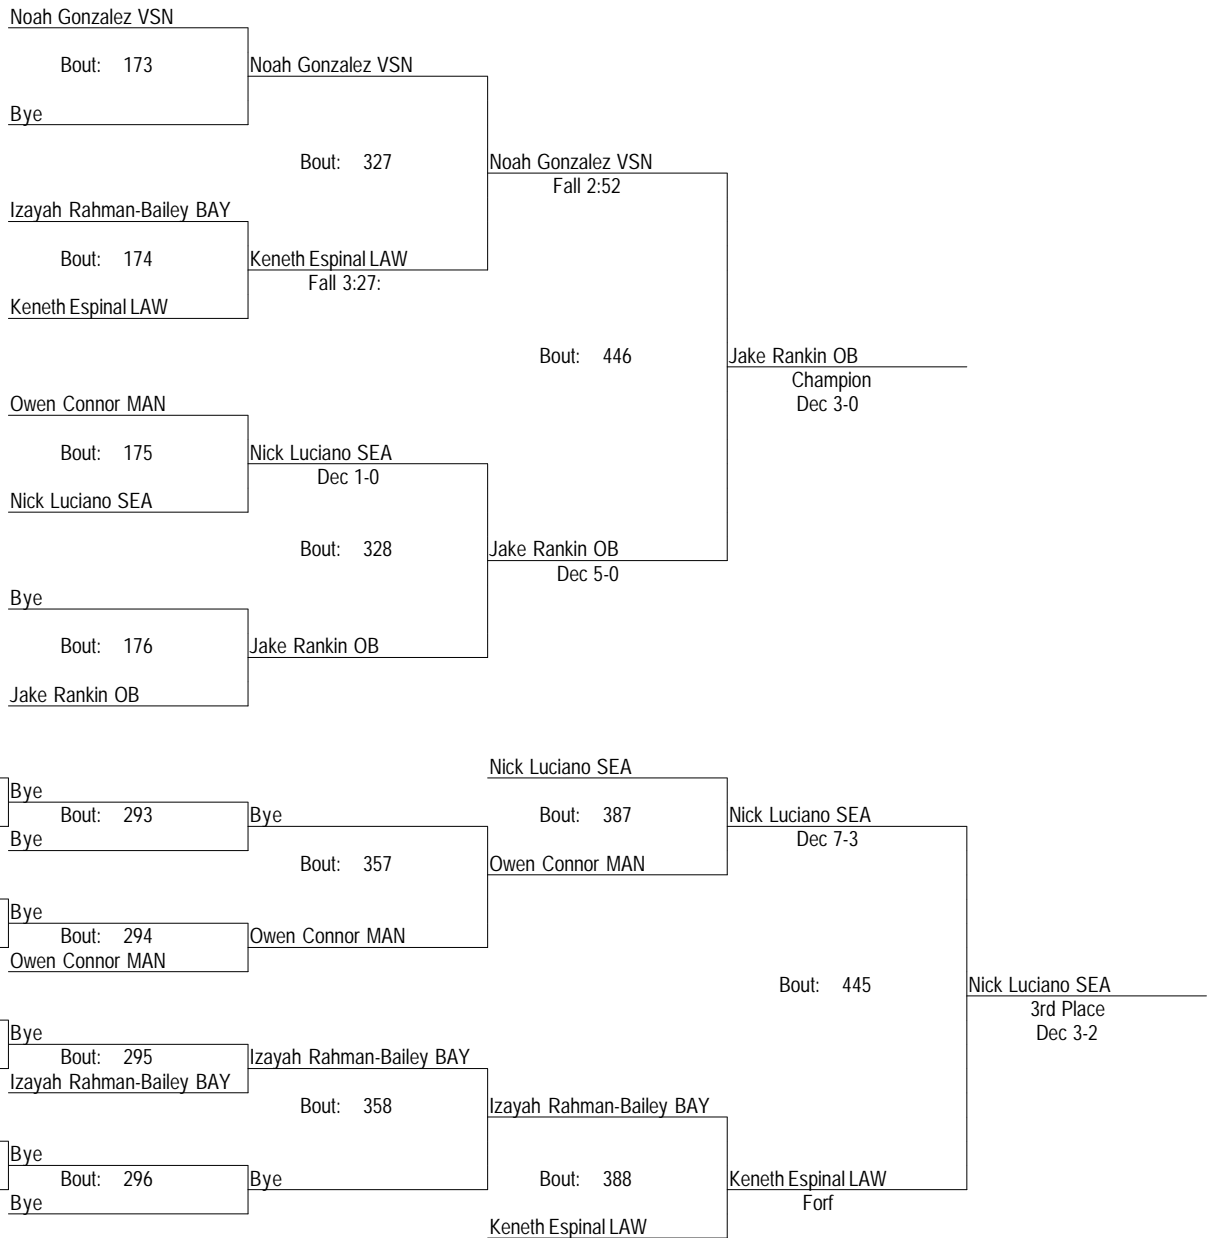 Noah Gonzalez VSN
Bout: 173
Noah Gonzalez VSN
Bye
Bout: 327
Noah Gonzalez VSN
Fall 2:52
Izayah Rahman-Bailey BAY
Bout: 174
Keneth Espinal LAW
Fall 3:27:
Keneth Espinal LAW
Bout: 446
Jake Rankin OB
Champion
Dec 3-0
Owen Connor MAN
Bout: 175
Nick Luciano SEA
Dec 1-0
Nick Luciano SEA
Bout: 328
Jake Rankin OB
Dec 5-0
Bye
Bout: 176
Jake Rankin OB
Jake Rankin OB
Nick Luciano SEA
Bye
Bout: 293
Bye
Bout: 387
Nick Luciano SEA
Dec 7-3
Bye
Bout: 357
Owen Connor MAN
Bye
Bout: 294
Owen Connor MAN
Owen Connor MAN
Bout: 445
Nick Luciano SEA
3rd Place
Dec 3-2
Bye
Bout: 295
Izayah Rahman-Bailey BAY
Izayah Rahman-Bailey BAY
Bout: 358
Izayah Rahman-Bailey BAY
Bye
Bout: 296
Bye
Bout: 388
Keneth Espinal LAW
Forf
Bye
Keneth Espinal LAW